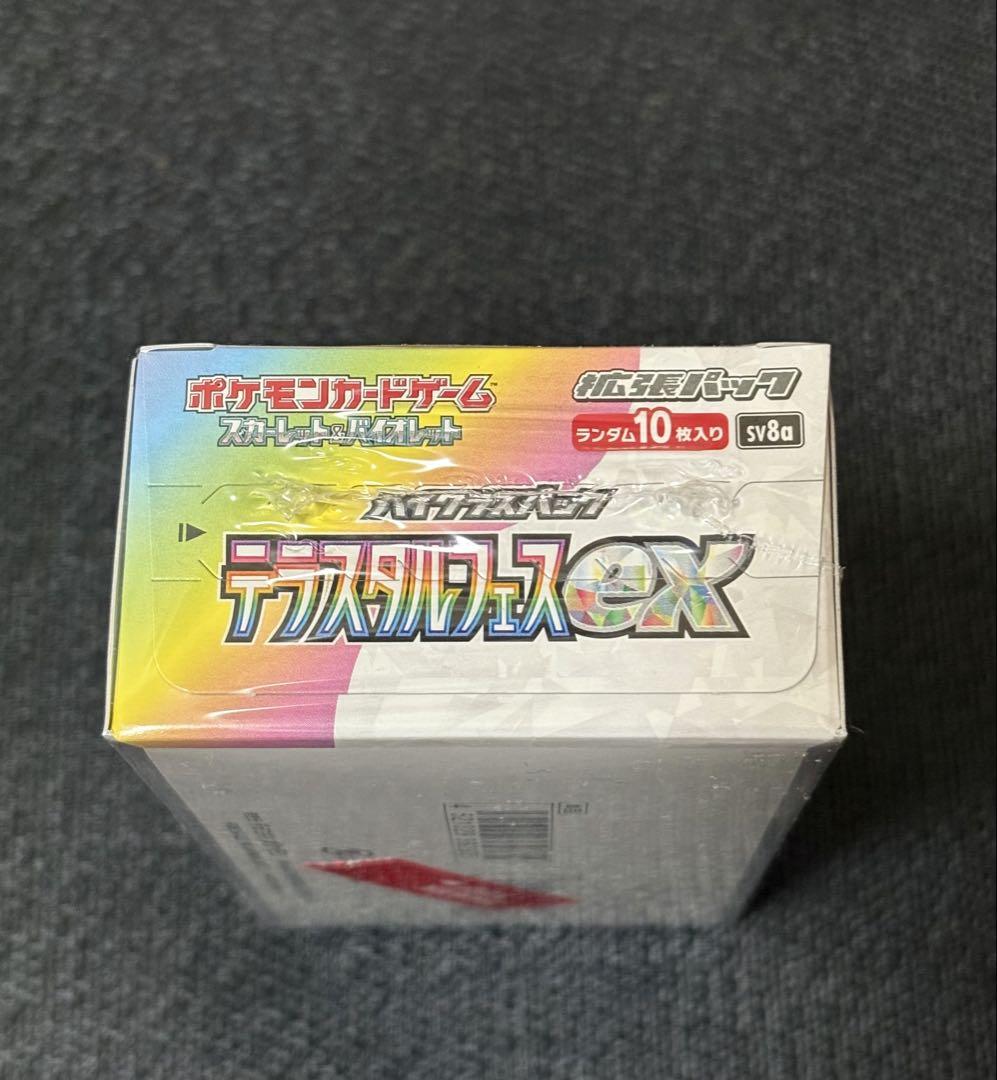 ポケモンカードゲーム™
スカーレット&バイオレット
拡張パック
ランダム10枚入り
SV8a
ハイクラスパック
テラスタルフェスex